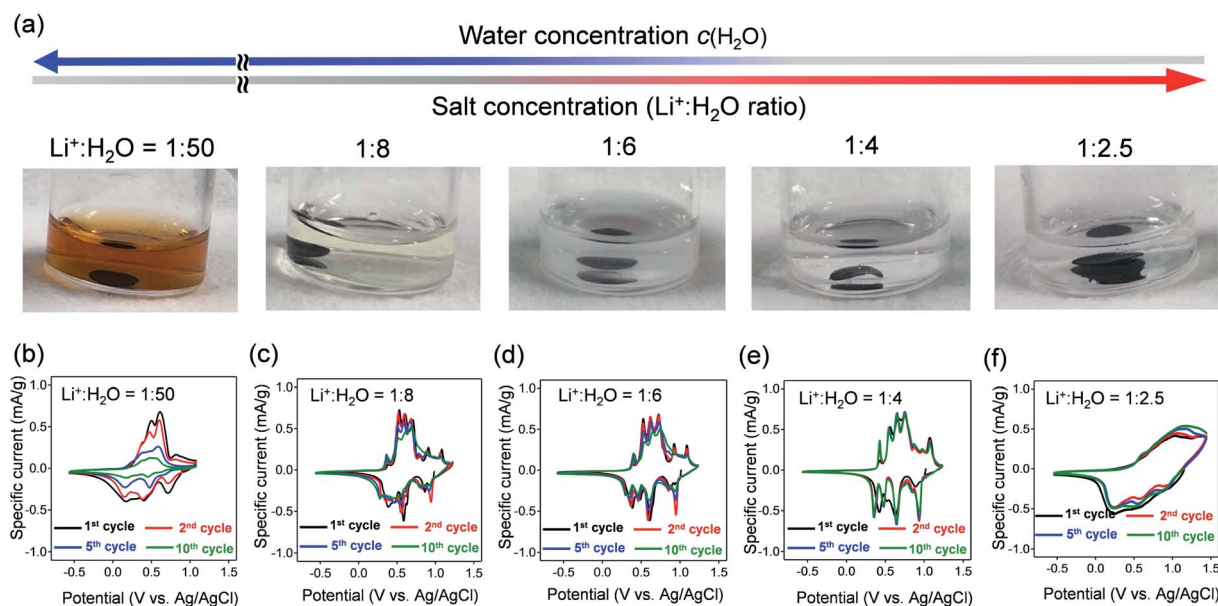 (a)
Water concentration c(H₂O)
Salt concentration (Li⁺:H₂O ratio)
Li⁺:H₂O = 1:50
1:8
1:6
1:4
1:2.5
(b)
Li⁺:H₂O = 1:50
Specific current (mA/g)
1.0
0.5
0.0
-0.5
-1.0
1ˢᵗ cycle
2ⁿᵈ cycle
5ᵗʰ cycle
10ᵗʰ cycle
-0.5 0.0 0.5 1.0 1.5
Potential (V vs. Ag/AgCl)
(c)
Li⁺:H₂O = 1:8
Specific current (mA/g)
1.0
0.5
0.0
-0.5
-1.0
1ˢᵗ cycle
2ⁿᵈ cycle
5ᵗʰ cycle
10ᵗʰ cycle
-0.5 0.0 0.5 1.0 1.5
Potential (V vs. Ag/AgCl)
(d)
Li⁺:H₂O = 1:6
Specific current (mA/g)
1.0
0.5
0.0
-0.5
-1.0
1ˢᵗ cycle
2ⁿᵈ cycle
5ᵗʰ cycle
10ᵗʰ cycle
-0.5 0.0 0.5 1.0 1.5
Potential (V vs. Ag/AgCl)
(e)
Li⁺:H₂O = 1:4
Specific current (mA/g)
1.0
0.5
0.0
-0.5
-1.0
1ˢᵗ cycle
2ⁿᵈ cycle
5ᵗʰ cycle
10ᵗʰ cycle
-0.5 0.0 0.5 1.0 1.5
Potential (V vs. Ag/AgCl)
(f)
Li⁺:H₂O = 1:2.5
Specific current (mA/g)
1.0
0.5
0.0
-0.5
-1.0
1ˢᵗ cycle
2ⁿᵈ cycle
5ᵗʰ cycle
10ᵗʰ cycle
-0.5 0.0 0.5 1.0 1.5
Potential (V vs. Ag/AgCl)